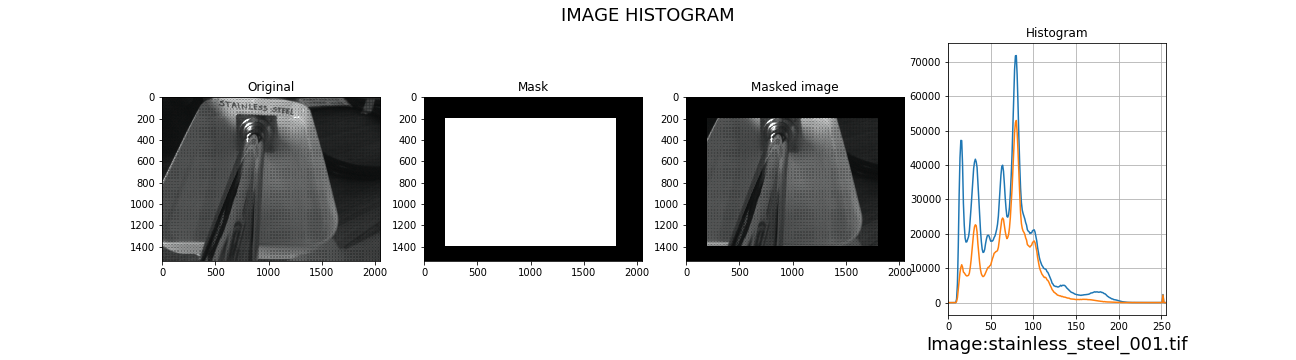 IMAGE HISTOGRAM
Original
0
200
400
600
800
1000
1200
1400
0 500 1000 1500 2000
STAINLESS STEEL
Mask
0
200
400
600
800
1000
1200
1400
0 500 1000 1500 2000
Masked image
0
200
400
600
800
1000
1200
1400
0 500 1000 1500 2000
Histogram
70000
60000
50000
40000
30000
20000
10000
0
0 50 100 150 200 250
Image:stainless_steel_001.tif